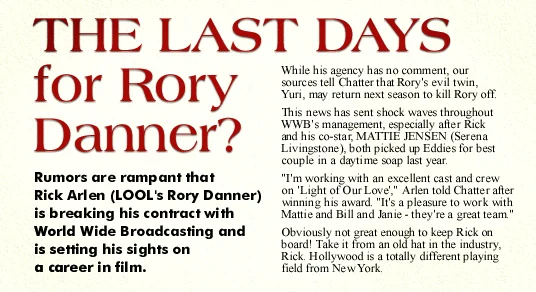 THE LAST DAYS
for Rory
Danner?
Rumors are rampant that
Rick Arlen (LOOL's Rory Danner)
is breaking his contract with
World Wide Broadcasting and
is setting his sights on
a career in film.
While his agency has no comment, our
sources tell Chatter that Rory's evil twin,
Yuri, may return next season to kill Rory off.
This news has sent shock waves throughout
WWB's management, especially after Rick
and his co-star, MATTIE JENSEN (Serena
Livingstone), both picked up Eddies for best
couple in a daytime soap last year.
"I'm working with an excellent cast and crew
on 'Light of Our Love'," Arlen told Chatter after
winning his award. "It's a pleasure to work with
Mattie and Bill and Janie - they're a great team."
Obviously not great enough to keep Rick on
board! Take it from an old hat in the industry,
Rick. Hollywood is a totally different playing
field from New York.